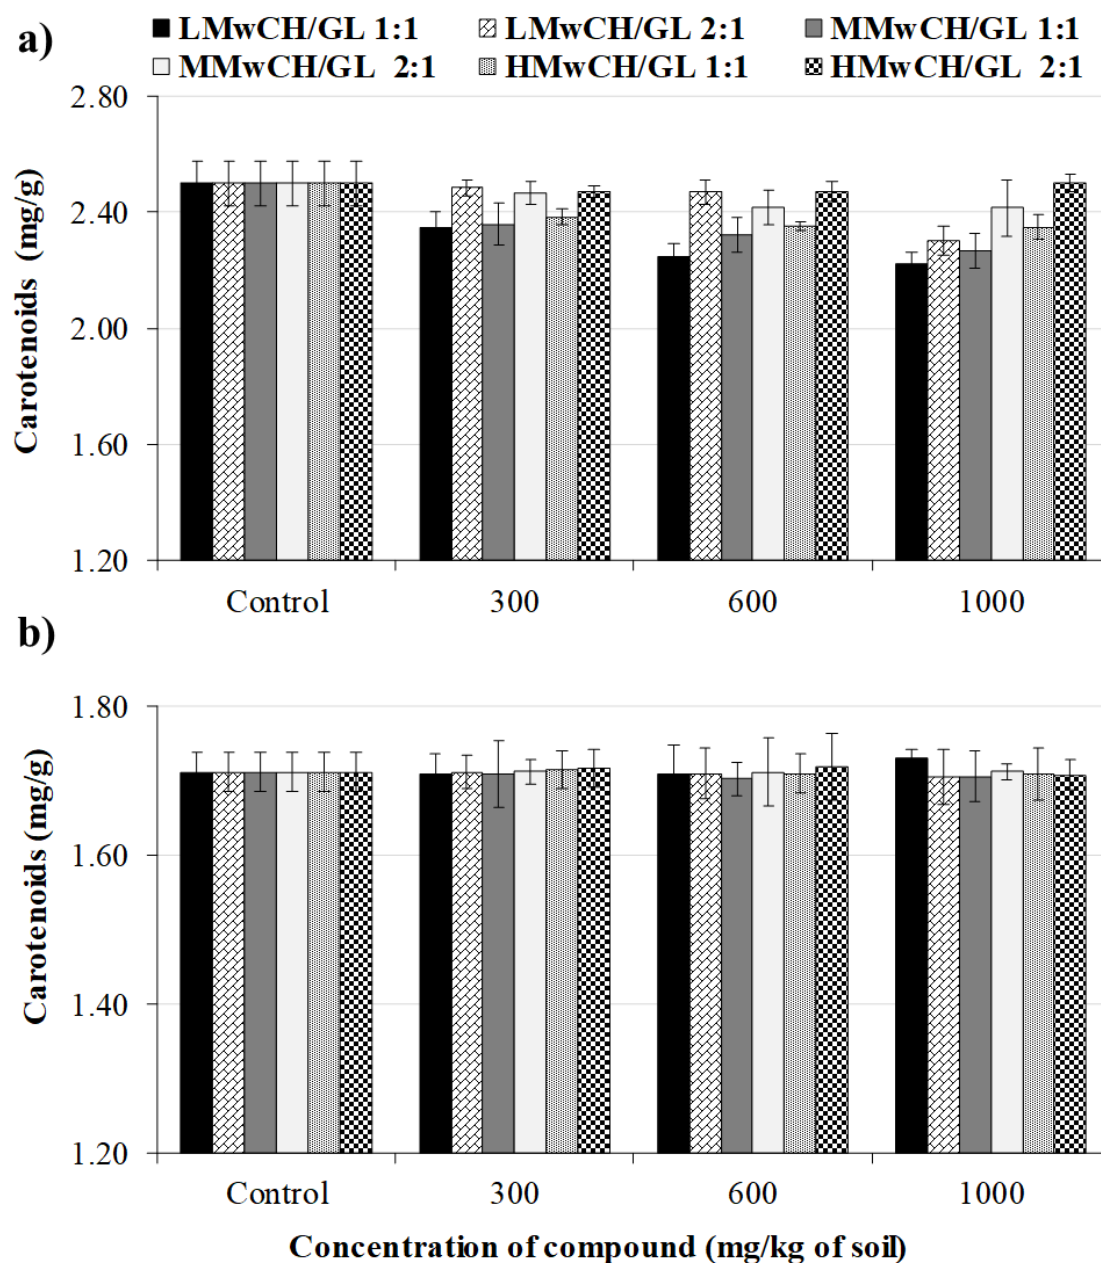 a)
LMwCH/GL 1:1 LMwCH/GL 2:1 MMwCH/GL 1:1
MMwCH/GL 2:1 HMwCH/GL 1:1 HMwCH/GL 2:1
2.80
2.40
2.00
1.60
1.20
Carotenoids (mg/g)
Control 300 600 1000
b)
1.80
1.60
1.40
1.20
Carotenoids (mg/g)
Control 300 600 1000
Concentration of compound (mg/kg of soil)